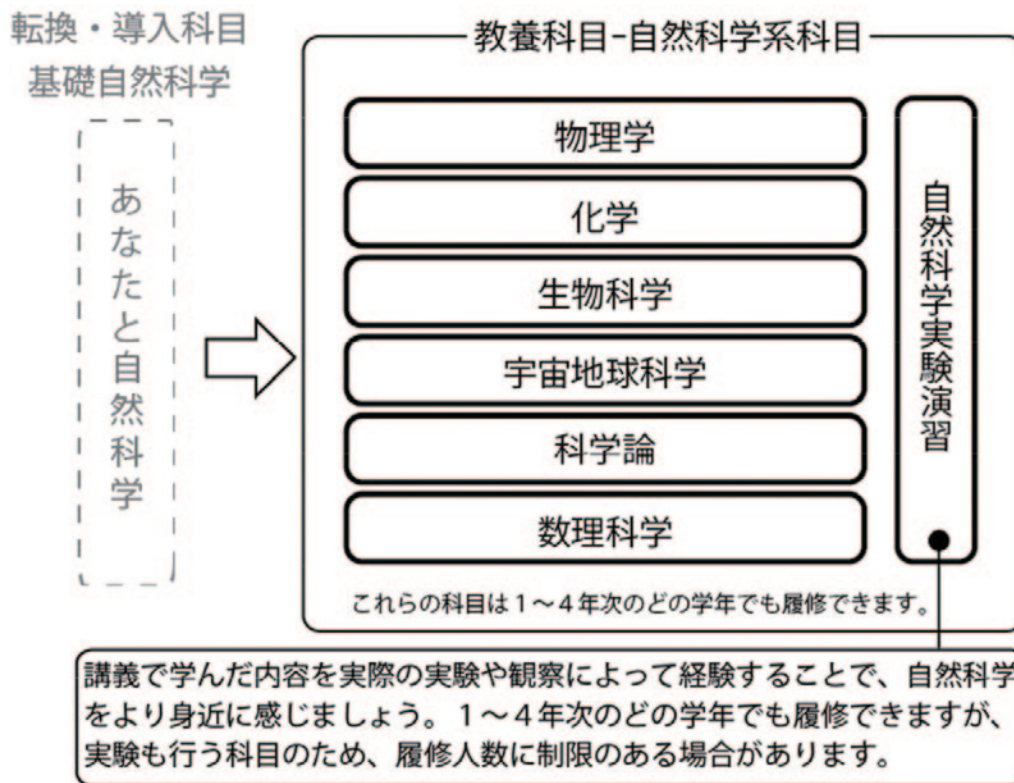 転換・導入科目
基礎自然科学
あなたと自然科学
教養科目-自然科学系科目
物理学
化学
生物科学
宇宙地球科学
科学論
数理科学
自然科学実験演習
これらの科目は１～４年次のどの学年でも履修できます。
講義で学んだ内容を実際の実験や観察によって経験することで、自然科学
をより身近に感じましょう。１～４年次のどの学年でも履修できますが、
実験も行う科目のため、履修人数に制限のある場合があります。